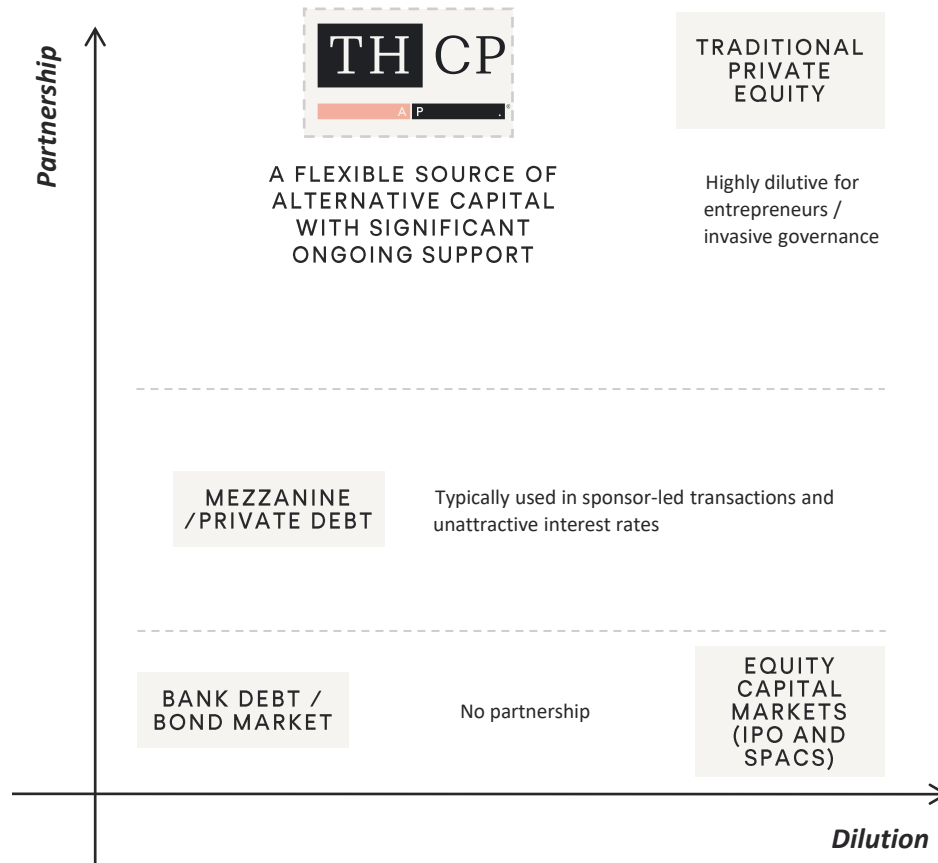 Partnership
TH CP
A P .®
A FLEXIBLE SOURCE OF
ALTERNATIVE CAPITAL
WITH SIGNIFICANT
ONGOING SUPPORT
TRADITIONAL
PRIVATE
EQUITY
Highly dilutive for
entrepreneurs /
invasive governance
MEZZANINE
/PRIVATE DEBT
Typically used in sponsor-led transactions and
unattractive interest rates
BANK DEBT /
BOND MARKET
No partnership
EQUITY
CAPITAL
MARKETS
(IPO AND
SPACS)
Dilution